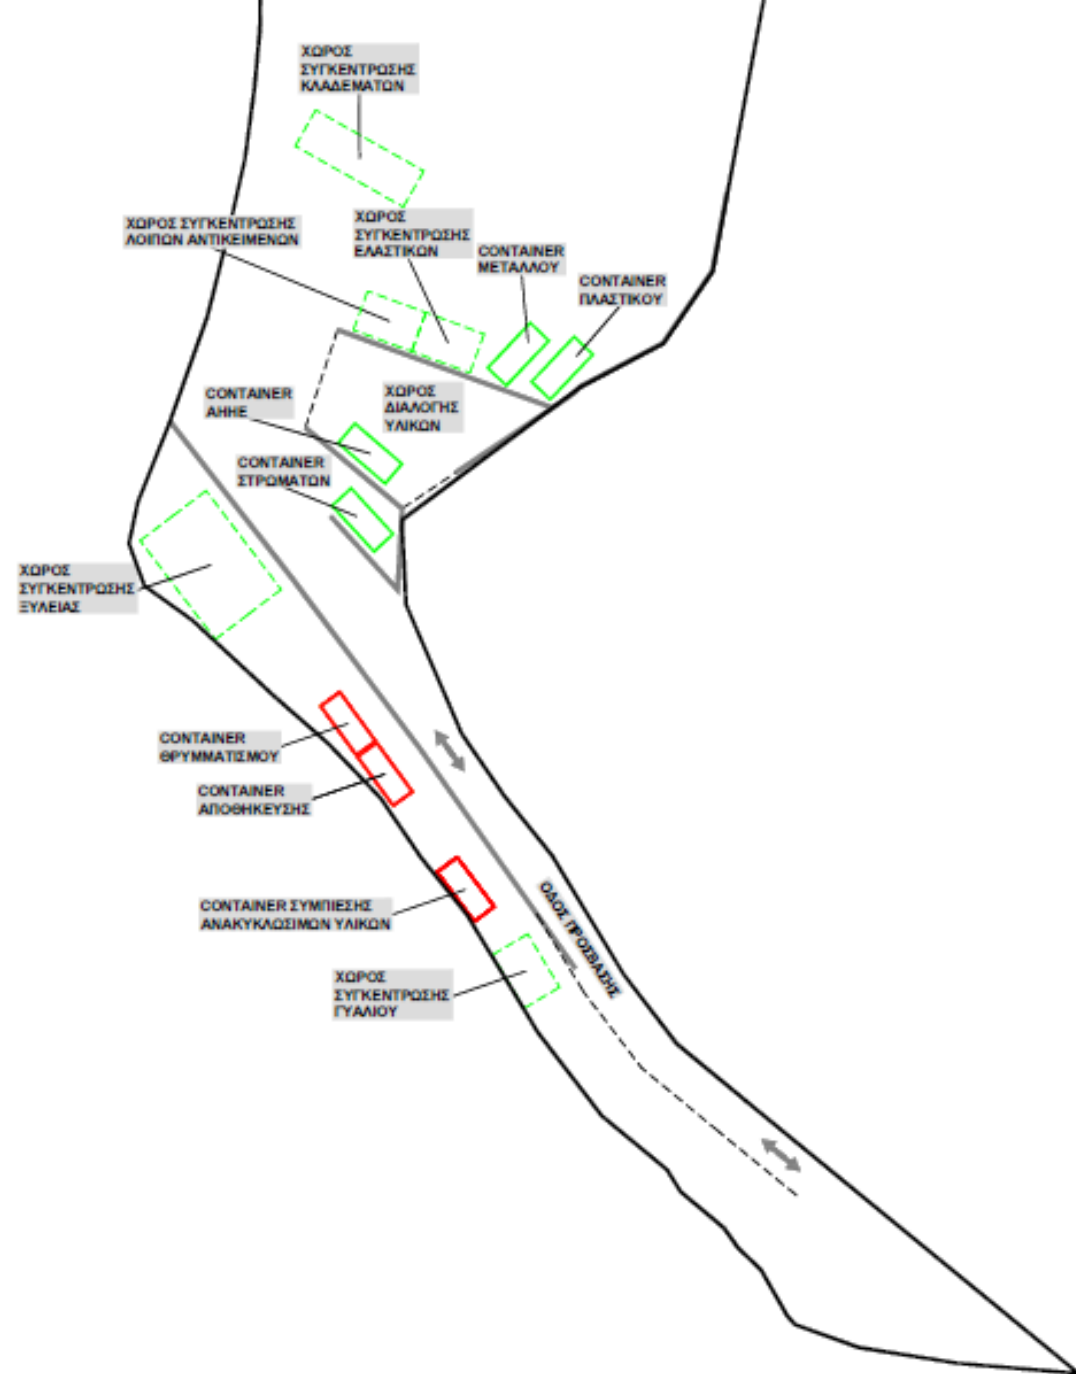 ΧΩΡΟΣ
ΣΥΓΚΕΝΤΡΩΣΗΣ
ΚΛΑΔΕΜΑΤΩΝ
ΧΩΡΟΣ ΣΥΓΚΕΝΤΡΩΣΗΣ
ΛΟΙΠΩΝ ΑΝΤΙΚΕΙΜΕΝΩΝ
ΧΩΡΟΣ
ΣΥΓΚΕΝΤΡΩΣΗΣ
ΕΛΑΣΤΙΚΩΝ
CONTAINER
ΜΕΤΑΛΛΟΥ
CONTAINER
ΠΛΑΣΤΙΚΟΥ
CONTAINER
ΑΗΗΕ
ΧΩΡΟΣ
ΔΙΑΛΟΓΗΣ
ΥΛΙΚΩΝ
CONTAINER
ΣΤΡΩΜΑΤΩΝ
ΧΩΡΟΣ
ΣΥΓΚΕΝΤΡΩΣΗΣ
ΞΥΛΕΙΑΣ
CONTAINER
ΘΡΥΜΜΑΤΙΣΜΟΥ
CONTAINER
ΑΠΟΘΗΚΕΥΣΗΣ
CONTAINER ΣΥΜΠΙΕΣΗΣ
ΑΝΑΚΥΚΛΩΣΙΜΩΝ ΥΛΙΚΩΝ
ΟΔΟΣ ΠΡΟΣΒΑΣΗΣ
ΧΩΡΟΣ
ΣΥΓΚΕΝΤΡΩΣΗΣ
ΓΥΑΛΙΟΥ